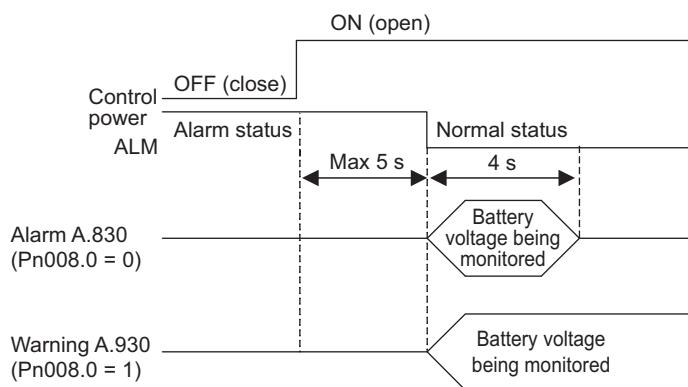 ON (open)
OFF (close)
Control
power
ALM
Alarm status
Normal status
Max 5 s
4 s
Alarm A.830
(Pn008.0 = 0)
Battery
voltage being
monitored
Warning A.930
(Pn008.0 = 1)
Battery voltage
being monitored